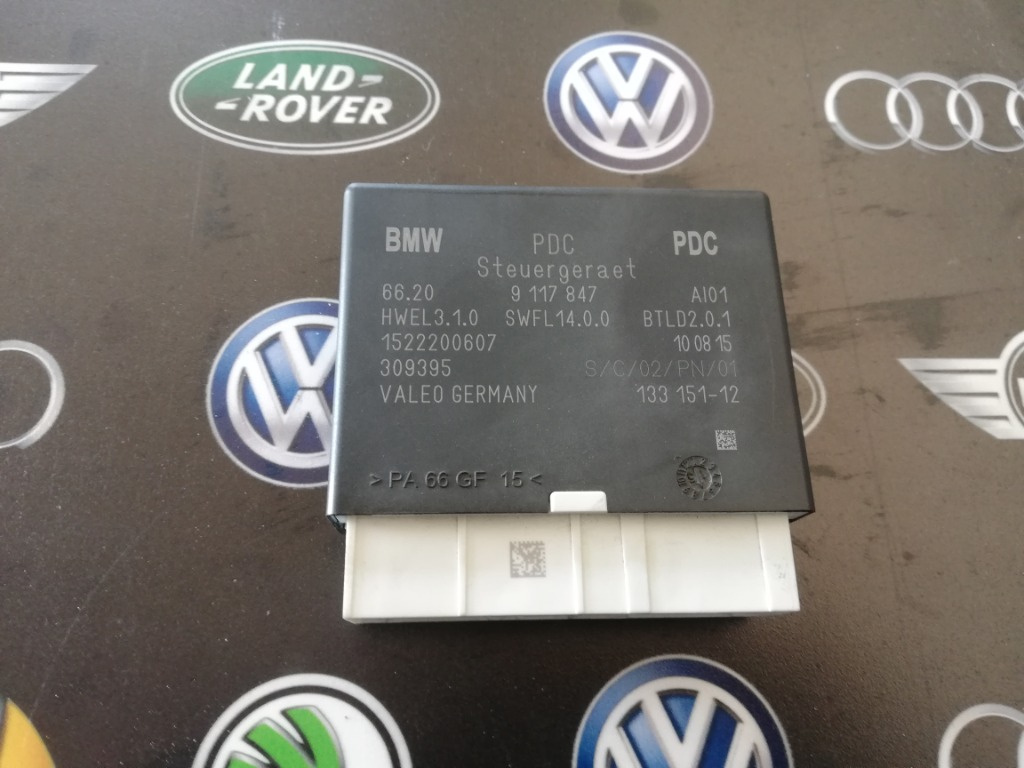 LAND
ROVER
BMW PDC PDC
Steuergeraet
66.20 9 117 847 AI01
HWEL3.1.0 SWFL14.0.0 BTLD2.0.1
1522200607 10 08 15
309395 S/C/02/PN/01
VALEO GERMANY 133 151-12
>PA 66 GF 15<